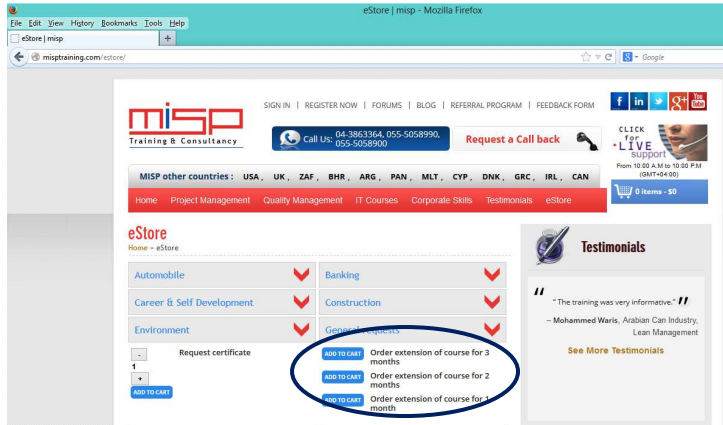 eStore | misp - Mozilla Firefox
File Edit View History Bookmarks Tools Help
eStore | misp +
misptraining.com/estore/ Google
SIGN IN | REGISTER NOW | FORUMS | BLOG | REFERRAL PROGRAM | FEEDBACK FORM
f in g+ You Tube
misp
Training & Consultancy
Call Us: 04-3863364, 055-5058990,
055-5058900
Request a Call back
CLICK
for
LIVE
support
From 10:00 A.M to 10:00 P.M
(GMT+04:00)
MISP other countries : USA , UK , ZAF , BHR , ARG , PAN , MLT , CYP , DNK , GRC , IRL , CAN
0 items - $0
Home Project Management Quality Management IT Courses Corporate Skills Testimonials eStore
eStore
Home » eStore
Testimonials
Automobile
Banking
Career & Self Development
Construction
Environment
General requests
" The training was very informative."
– Mohammed Waris, Arabian Can Industry,
Lean Management
See More Testimonials
-
1
+
ADD TO CART
Request certificate
ADD TO CART Order extension of course for 3
months
ADD TO CART Order extension of course for 2
months
ADD TO CART Order extension of course for 1
month